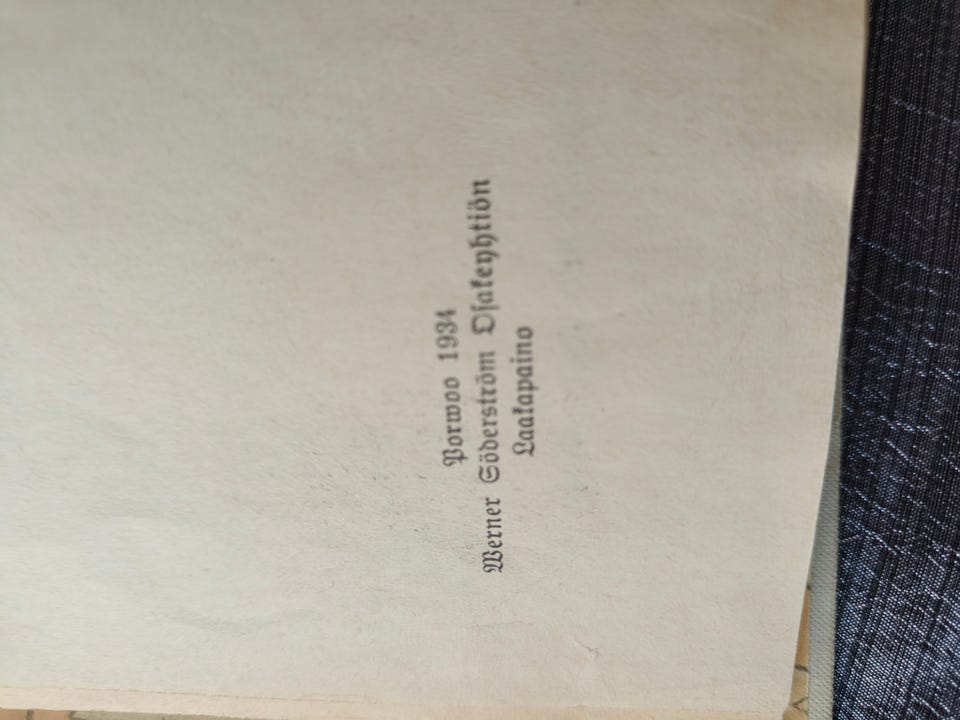 Porwoo 1934
Werner Söderström Osakeyhtiön
Laakapaino